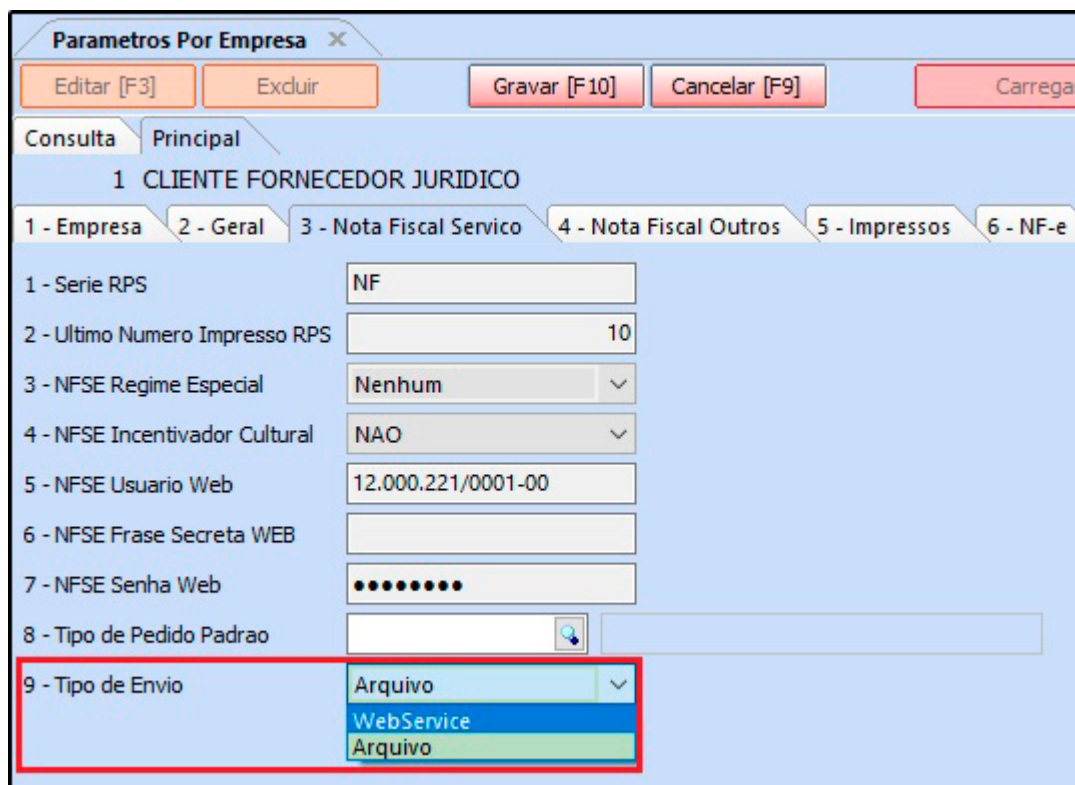 Parametros Por Empresa
Editar [F3] Excluir Gravar [F10] Cancelar [F9] Carrega
Consulta Principal
1 CLIENTE FORNECEDOR JURIDICO
1 - Empresa 2 - Geral 3 - Nota Fiscal Servico 4 - Nota Fiscal Outros 5 - Impressos 6 - NF-e
1 - Serie RPS NF
2 - Ultimo Numero Impresso RPS 10
3 - NFSE Regime Especial Nenhum
4 - NFSE Incentivador Cultural NAO
5 - NFSE Usuario Web 12.000.221/0001-00
6 - NFSE Frase Secreta WEB
7 - NFSE Senha Web ●●●●●●●●
8 - Tipo de Pedido Padrao
9 - Tipo de Envio Arquivo
WebService
Arquivo